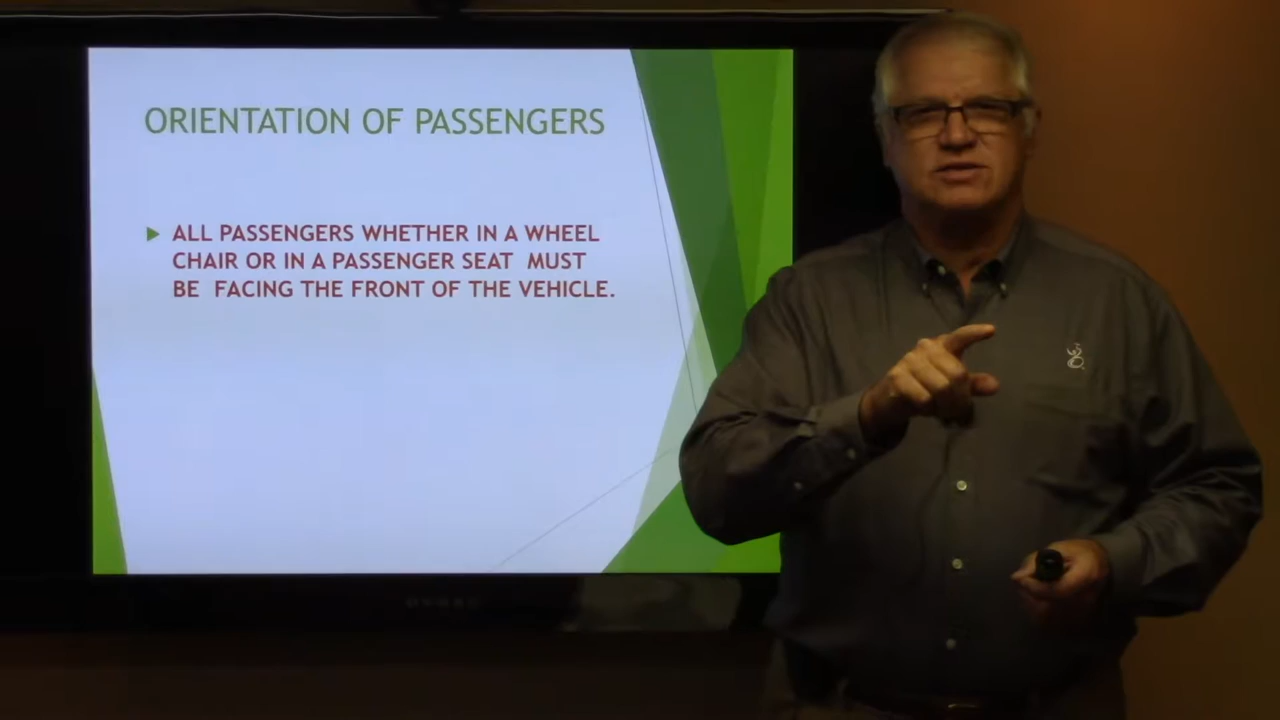 ORIENTATION OF PASSENGERS
ALL PASSENGERS WHETHER IN A WHEEL
CHAIR OR IN A PASSENGER SEAT MUST
BE FACING THE FRONT OF THE VEHICLE.